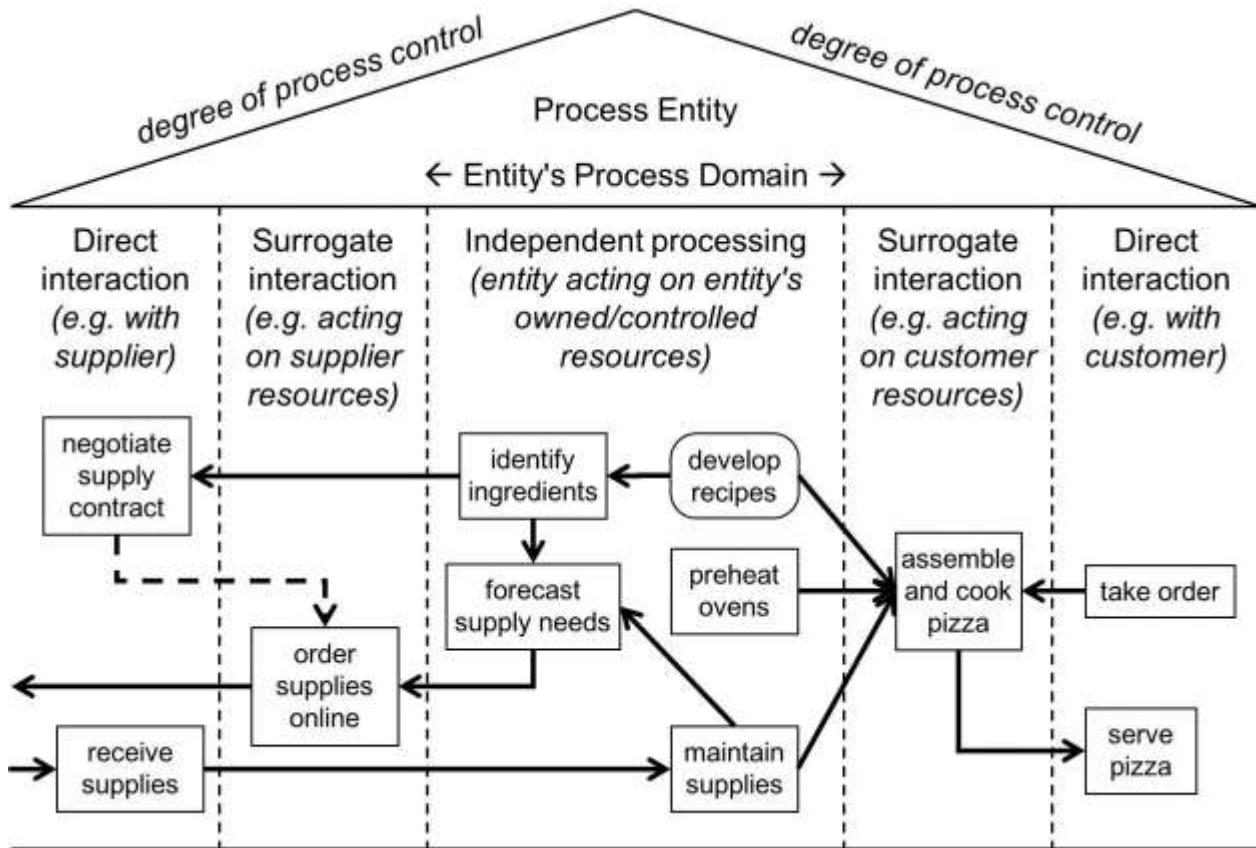 degree of process control
degree of process control
Process Entity
← Entity's Process Domain →
Direct
interaction
(e.g. with
supplier)
Surrogate
interaction
(e.g. acting
on supplier
resources)
Independent processing
(entity acting on entity's
owned/controlled
resources)
Surrogate
interaction
(e.g. acting
on customer
resources)
Direct
interaction
(e.g. with
customer)
negotiate
supply
contract
identify
ingredients
develop
recipes
forecast
supply needs
preheat
ovens
assemble
and cook
pizza
take order
order
supplies
online
receive
supplies
maintain
supplies
serve
pizza